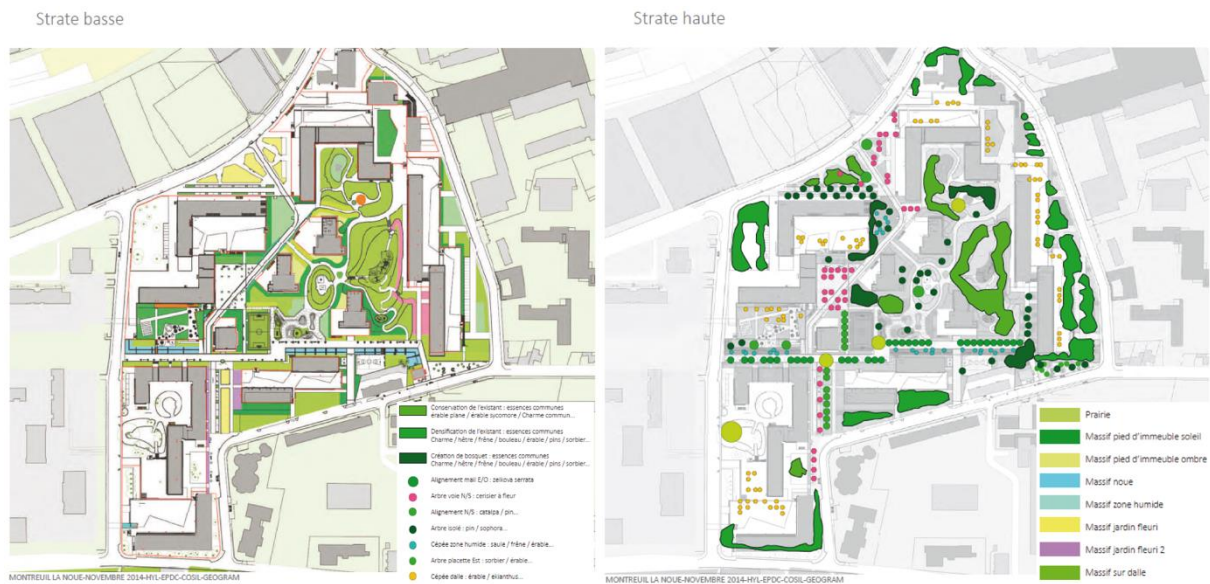 Strate basse
Strate haute
Conservation de l'existant : essences communes
érable plane / érable sycomore / Charme commun...
Densification de l'existant : essences communes
Charme / hêtre / frêne / bouleau / érable / pins / sorbier...
Création de bosquet : essences communes
Charme / hêtre / frêne / bouleau / érable / pins / sorbier...
Alignement mail E/O : zelkova serrata
Arbre voie N/S : cerisier à fleur
Alignement N/S : catalpa / pin...
Arbre isolé : pin / sophora...
Cépée zone humide : saule / frêne / érable...
Arbre placette Est : sorbier / érable...
Cépée dalle : érable /
MONTREUIL LA NOUE-NOVEMBRE 2014-HYL-EPDC-COSIL-GEOGRAM
Prairie
Massif pied d'immeuble soleil
Massif pied d'immeuble ombre
Massif noue
Massif zone humide
Massif jardin fleuri
Massif jardin fleuri 2
Massif sur dalle
MONTREUIL LA NOUE-NOVEMBRE 2014-HYL-EPDC-COSIL-GEOGRAM